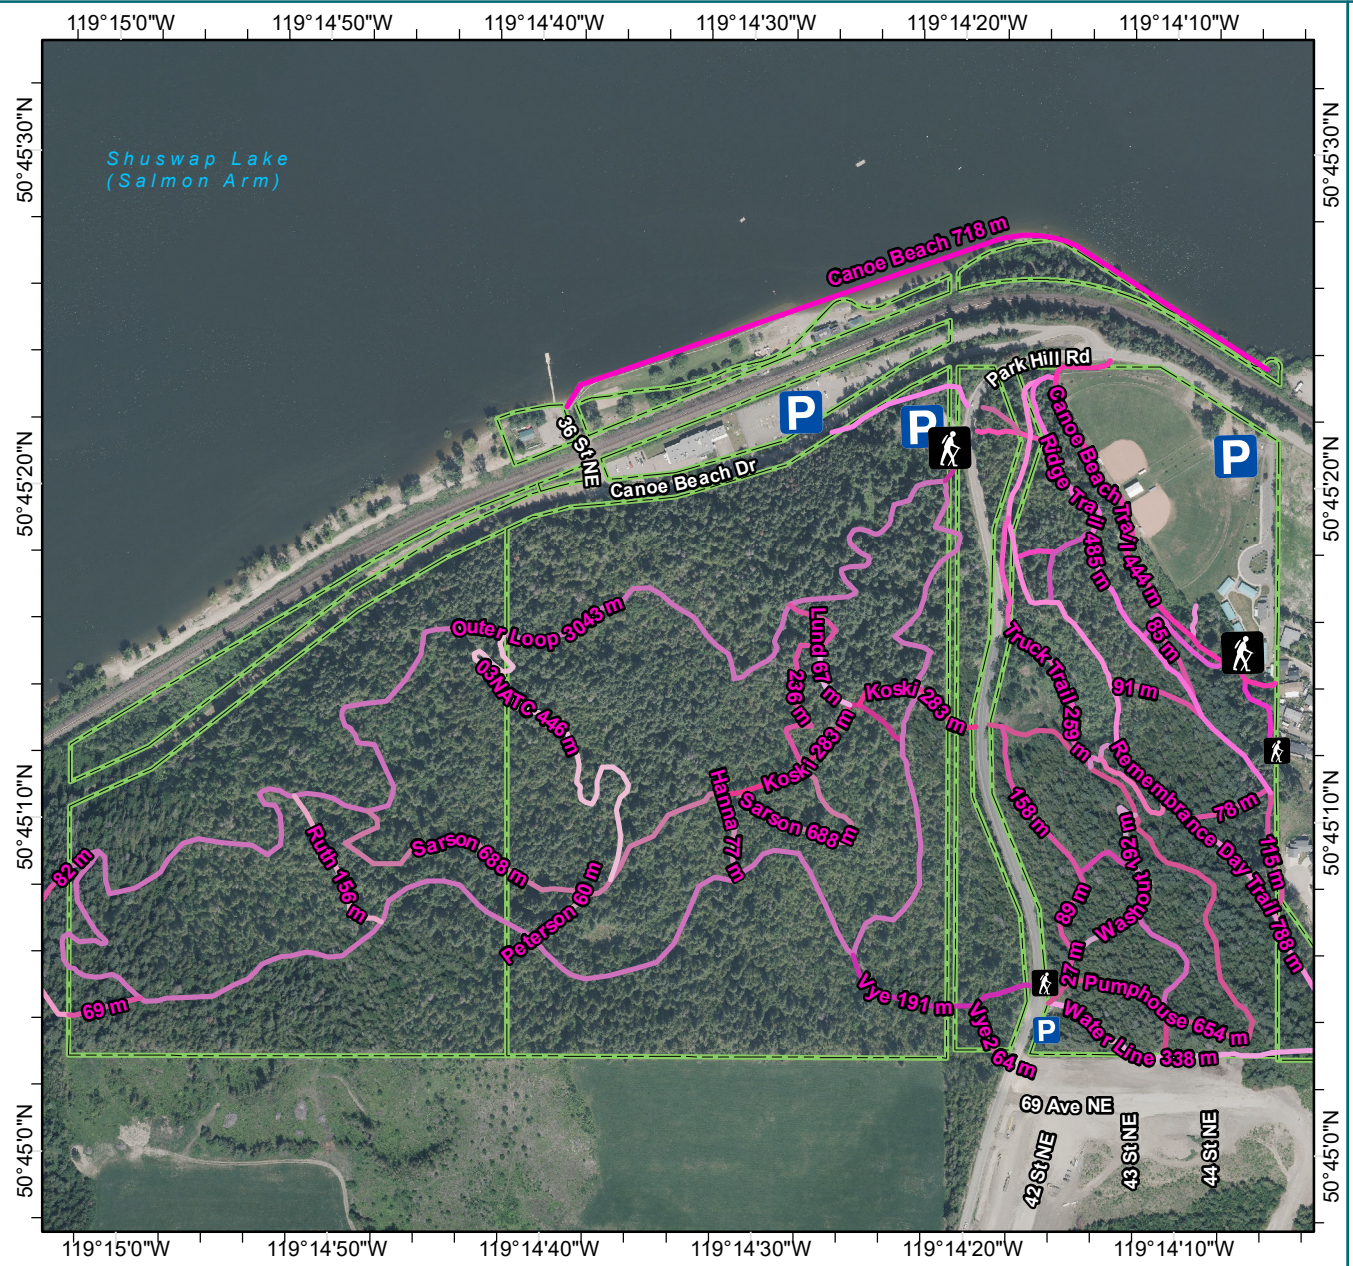 119°15'0"W
119°14'50"W
119°14'40"W
119°14'30"W
119°14'20"W
119°14'10"W
50°45'30"N
50°45'30"N
Shuswap Lake
(Salmon Arm)
Canoe Beach 718 m
Park Hill Rd
P
P
P
36 St NE
Canoe Beach Dr
50°45'20"N
50°45'20"N
Canoe Beach Trail 444 m
Ridge Trail 485 m
Outer Loop 3043 m
03NATC 446 m
Lund 67 m
236 m
Koski 283 m
Koski 283 m
Truck Trail 259 m
85 m
91 m
Remembrance Day Trail 788 m
78 m
115 m
158 m
50°45'10"N
50°45'10"N
Hanna 77 m
Sarson 688 m
Sarson 688 m
Ruth 156 m
82 m
Peterson 60 m
Washout 192 m
89 m
27 m
69 m
Vye 191 m
Vye2 64 m
Pumphouse 654 m
P
Water Line 338 m
69 Ave NE
42 St NE
43 St NE
44 St NE
50°45'0"N
50°45'0"N
119°15'0"W
119°14'50"W
119°14'40"W
119°14'30"W
119°14'20"W
119°14'10"W